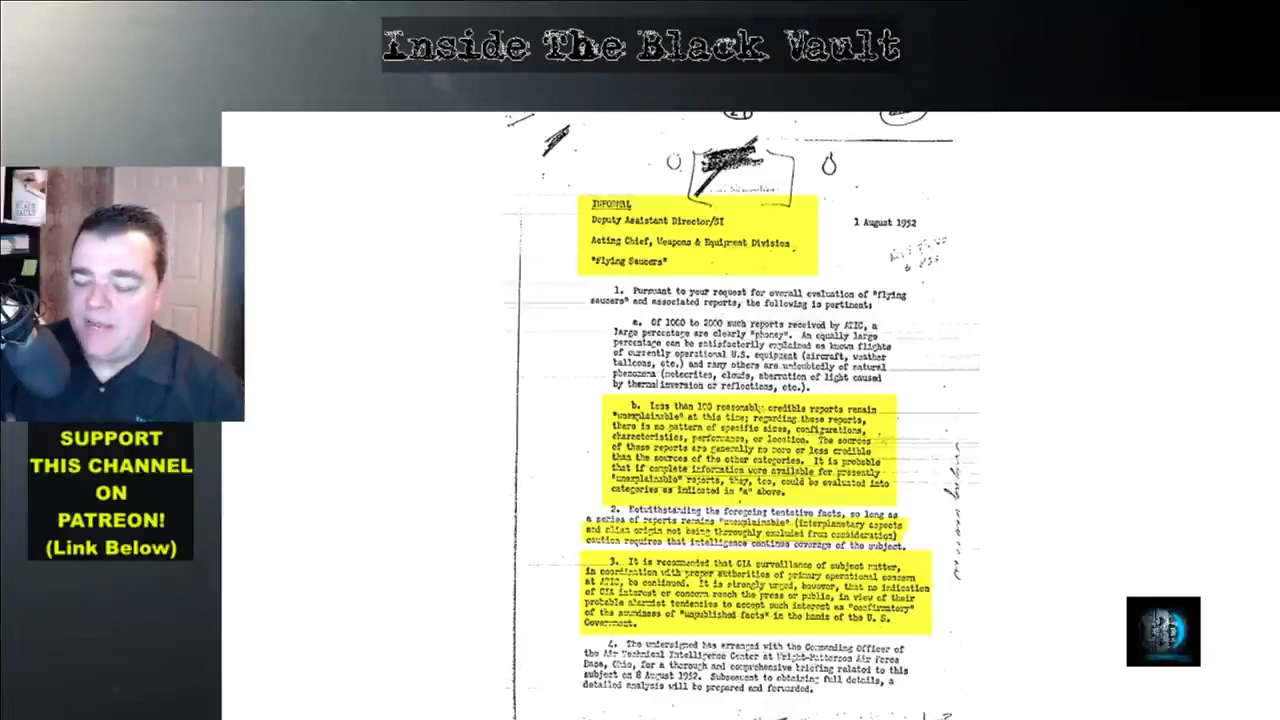 Inside The Black Vault
INFORMAL
Deputy Assistant Director/SI
1 August 1952
Acting Chief, Weapons & Equipment Division
"Flying Saucers"
1. Pursuant to your request for overall evaluation of "flying
saucers" and associated reports, the following is pertinent:
a. Of 1000 to 2000 such reports received by ATIC, a
large percentage are clearly "phoney". An equally large
percentage can be satisfactorily explained as known flights
of currently operational U.S. equipment (aircraft, weather
balloons, etc.) and many others are undoubtedly of natural
phenomena (meteorites, clouds, aberration of light caused
by thermal inversion or reflections, etc.).
b. Less than 100 reasonably credible reports remain
"unexplainable" at this time; regarding these reports,
there is no pattern of specific sizes, configurations,
characteristics, performance, or location. The sources
of these reports are generally no more or less credible
than the sources of the other categories. It is probable
that if complete information were available for presently
"unexplainable" reports, they, too, could be evaluated into
categories as indicated in "a" above.
2. Notwithstanding the foregoing tentative facts, so long as
a series of reports remains "unexplainable" (interplanetary aspects
and alien origin not being thoroughly excluded from consideration)
caution requires that intelligence continue coverage of the subject.
3. It is recommended that CIA surveillance of subject matter,
in coordination with proper authorities of primary operational concern
at ATIC, be continued. It is strongly urged, however, that no indication
of CIA interest or concern reach the press or public, in view of their
probable alarmist tendencies to accept such interest as "confirmatory"
of the soundness of "unpublished facts" in the hands of the U. S.
Government.
4. The undersigned has arranged with the Commanding Officer of
the Air Technical Intelligence Center at Wright-Patterson Air Force
Base, Ohio, for a thorough and comprehensive briefing related to this
subject on 8 August 1952. Subsequent to obtaining full details, a
detailed analysis will be prepared and forwarded.
SUPPORT
THIS CHANNEL
ON
PATREON!
(Link Below)